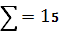 ∑ = 15